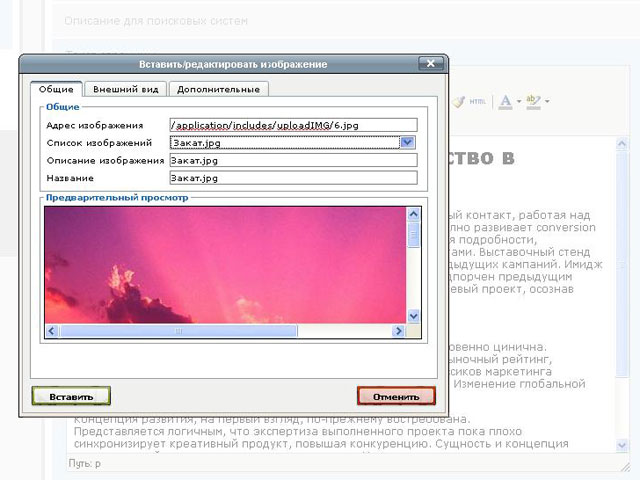 Описание для поисковых систем
Вставить/редактировать изображение
Общие
Внешний вид
Дополнительные
Общие
Адрес изображения
/application/includes/uploadIMG/6.jpg
Список изображений
Закат.jpg
Описание изображения
Закат.jpg
Название
Закат.jpg
Предварительный просмотр
Вставить
Отменить
HTML
ство в
ый контакт, работая над
лно развивает conversion
я подробности,
ами. Выставочный стенд
дыдущих кампаний. Имидж
дпорчен предыдущим
евый проект, осознав
овенно цинична.
ыночный рейтинг,
ссиков маркетинга
Изменение глобальной
концепция развития, на первый взгляд, по-прежнему востребована.
Представляется логичным, что экспертиза выполненного проекта пока плохо
синхронизирует креативный продукт, повышая конкуренцию. Сущность и концепция
Путь: p